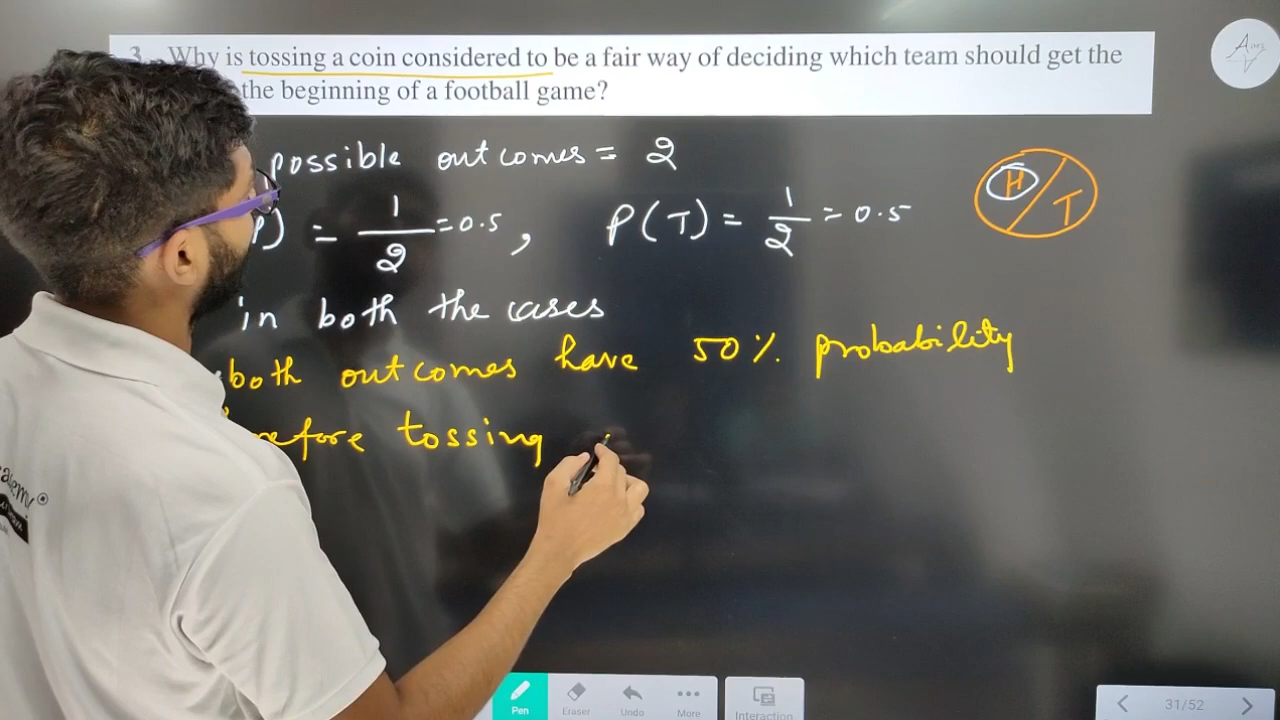 3. Why is tossing a coin considered to be a fair way of deciding which team should get the
the beginning of a football game?
possible outcomes = 2
) = 1/2 = 0.5, P(T) = 1/2 = 0.5
H / T
in both the cases
both outcomes have 50% probability
tossing
Pen
Eraser
Undo
More
Interaction
31/52